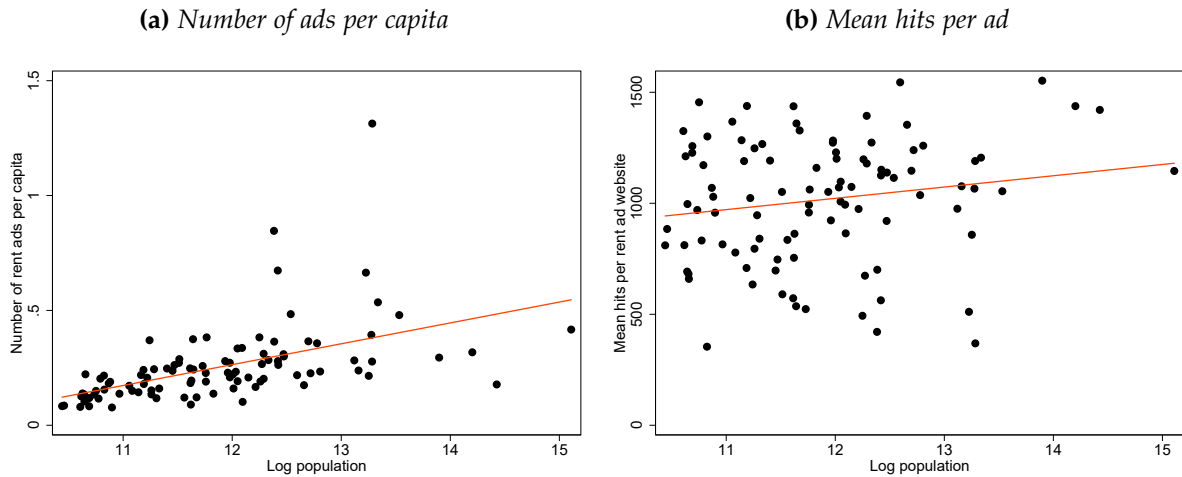 (a) Number of ads per capita
Number of rent ads per capita
1.5
1
.5
0
11 12 13 14 15
Log population
(b) Mean hits per ad
Mean hits per rent ad website
1500
1000
500
0
11 12 13 14 15
Log population